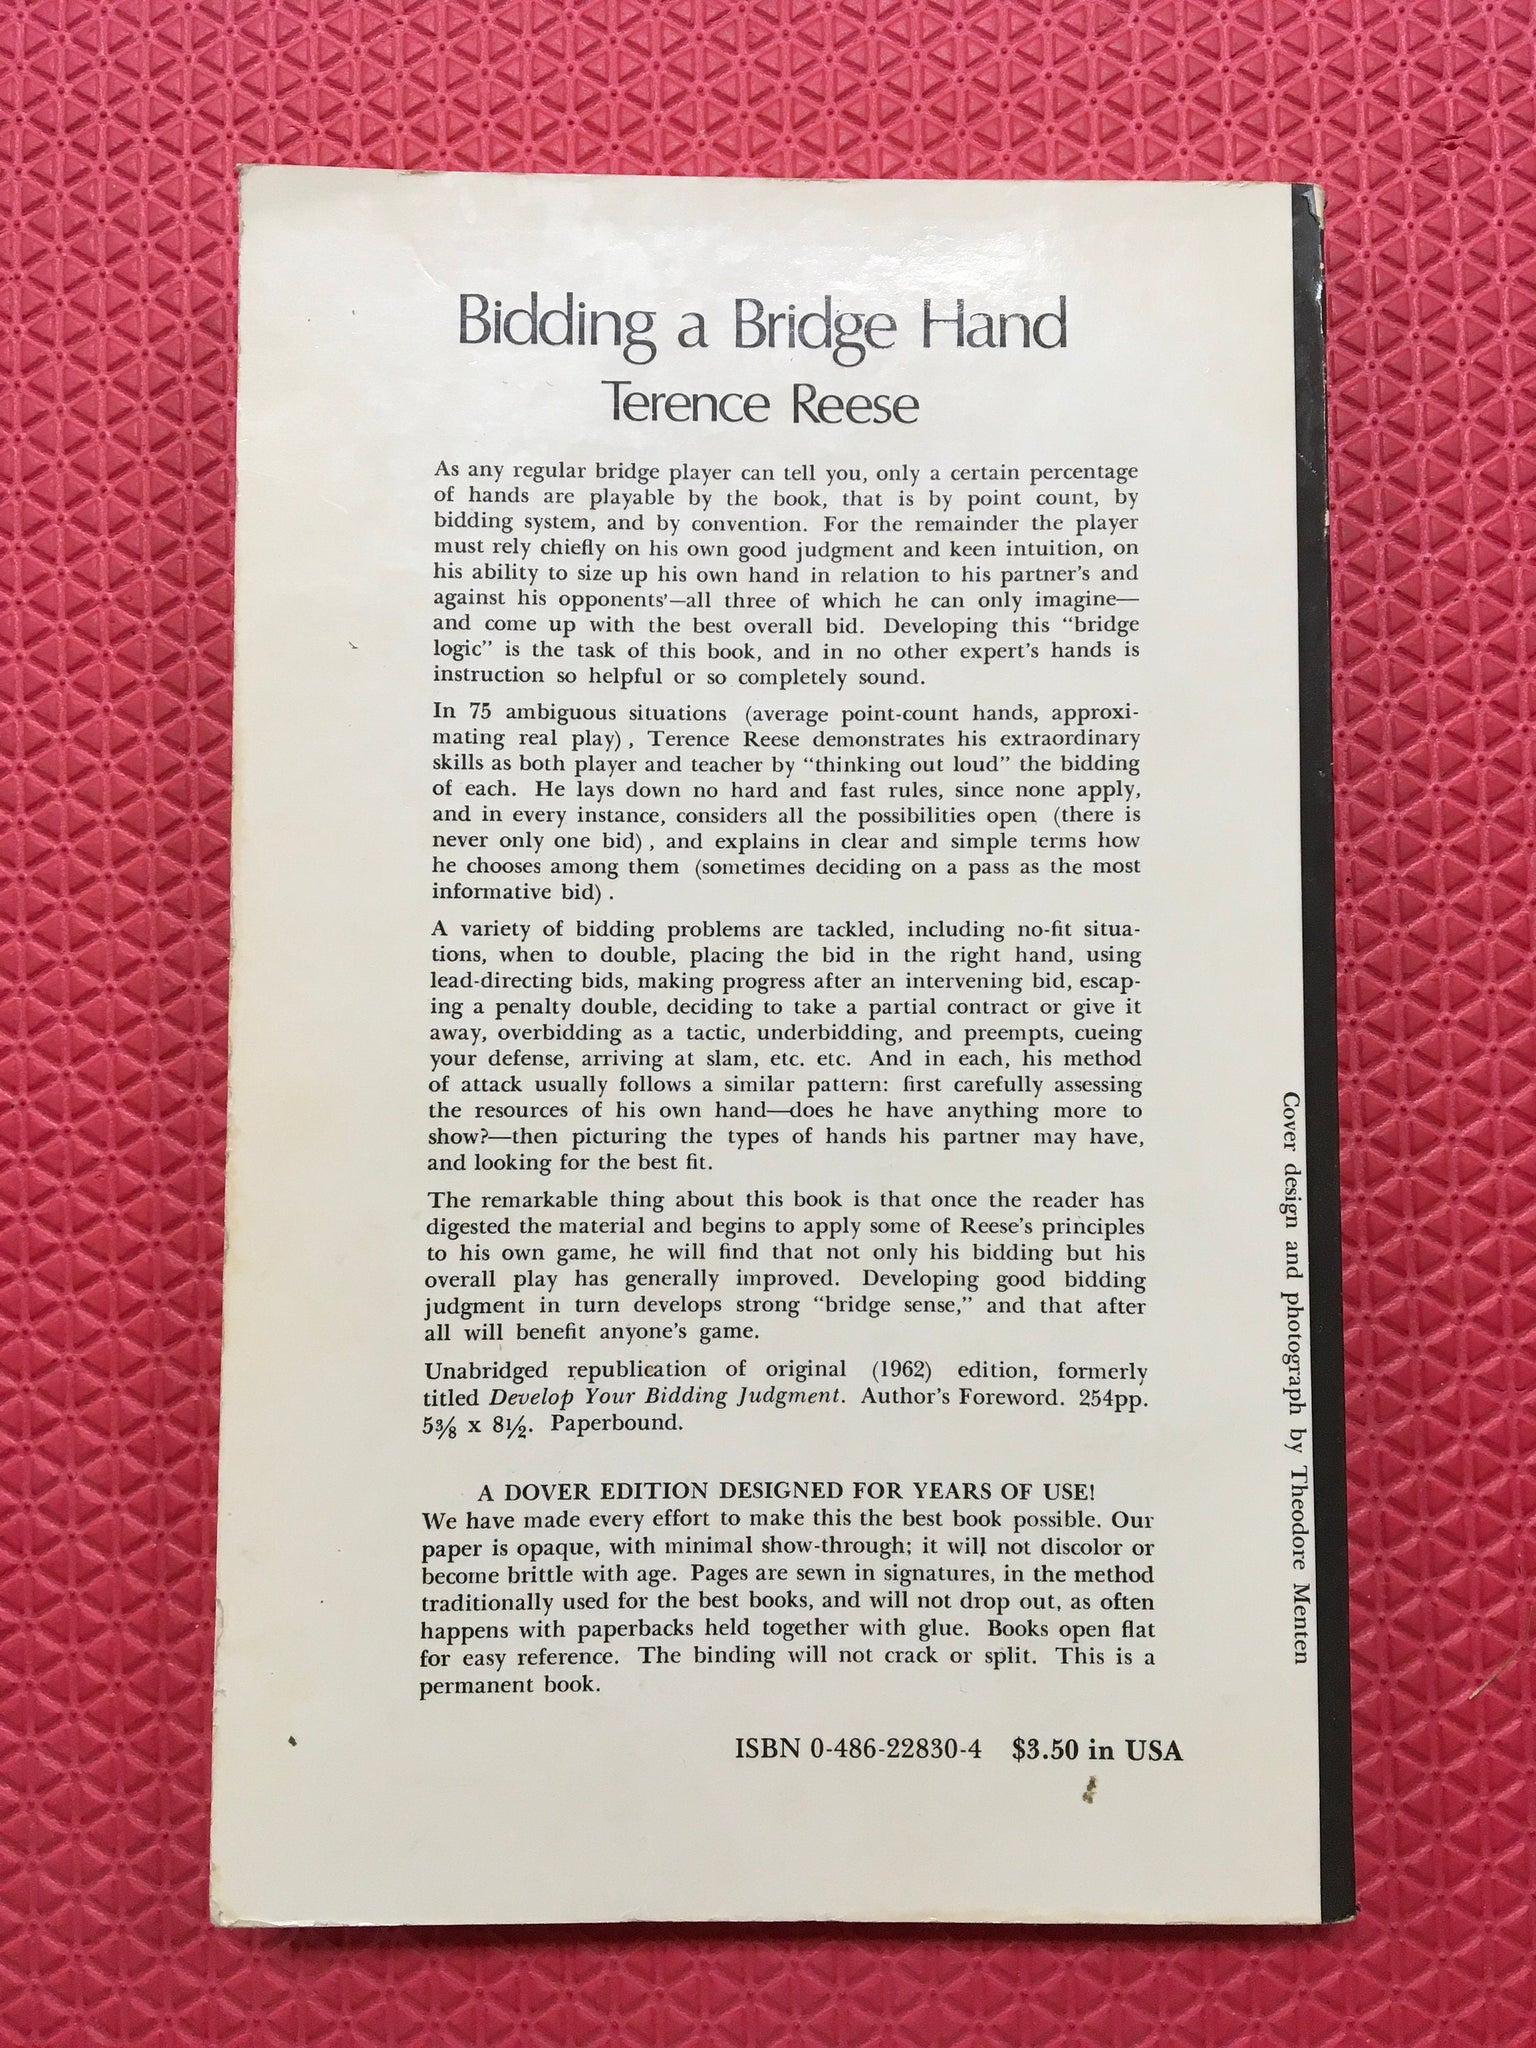 Bidding a Bridge Hand
Terence Reese
As any regular bridge player can tell you, only a certain percentage
of hands are playable by the book, that is by point count, by
bidding system, and by convention. For the remainder the player
must rely chiefly on his own good judgment and keen intuition, on
his ability to size up his own hand in relation to his partner's and
against his opponents'—all three of which he can only imagine—
and come up with the best overall bid. Developing this “bridge
logic” is the task of this book, and in no other expert's hands is
instruction so helpful or so completely sound.
In 75 ambiguous situations (average point-count hands, approxi-
mating real play), Terence Reese demonstrates his extraordinary
skills as both player and teacher by “thinking out loud” the bidding
of each. He lays down no hard and fast rules, since none apply,
and in every instance, considers all the possibilities open (there is
never only one bid), and explains in clear and simple terms how
he chooses among them (sometimes deciding on a pass as the most
informative bid).
A variety of bidding problems are tackled, including no-fit situa-
tions, when to double, placing the bid in the right hand, using
lead-directing bids, making progress after an intervening bid, escap-
ing a penalty double, deciding to take a partial contract or give it
away, overbidding as a tactic, underbidding, and preempts, cueing
your defense, arriving at slam, etc. etc. And in each, his method
of attack usually follows a similar pattern: first carefully assessing
the resources of his own hand—does he have anything more to
show?—then picturing the types of hands his partner may have,
and looking for the best fit.
The remarkable thing about this book is that once the reader has
digested the material and begins to apply some of Reese's principles
to his own game, he will find that not only his bidding but his
overall play has generally improved. Developing good bidding
judgment in turn develops strong “bridge sense,” and that after
all will benefit anyone's game.
Unabridged republication of original (1962) edition, formerly
titled Develop Your Bidding Judgment. Author's Foreword. 254pp.
5⅜ x 8½. Paperbound.
A DOVER EDITION DESIGNED FOR YEARS OF USE!
We have made every effort to make this the best book possible. Our
paper is opaque, with minimal show-through; it will not discolor or
become brittle with age. Pages are sewn in signatures, in the method
traditionally used for the best books, and will not drop out, as often
happens with paperbacks held together with glue. Books open flat
for easy reference. The binding will not crack or split. This is a
permanent book.
ISBN 0-486-22830-4 $3.50 in USA
Cover design and photograph by Theodore Menten